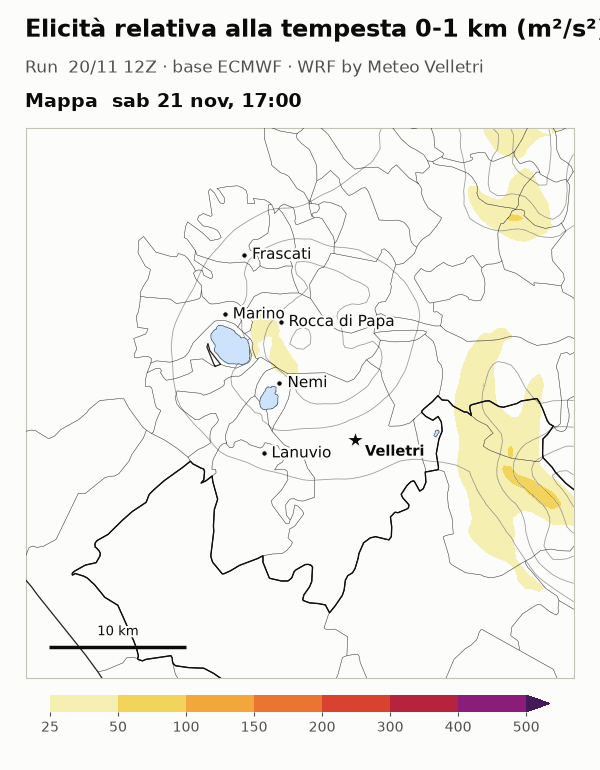 Elicità relativa alla tempesta 0-1 km (m²/s²)
Run  20/11 12Z · base ECMWF · WRF by Meteo Velletri
Mappa  sab 21 nov, 17:00
Frascati
Marino
Rocca di Papa
Nemi
Velletri
Lanuvio
10 km
25 50 100 150 200 250 300 400 500